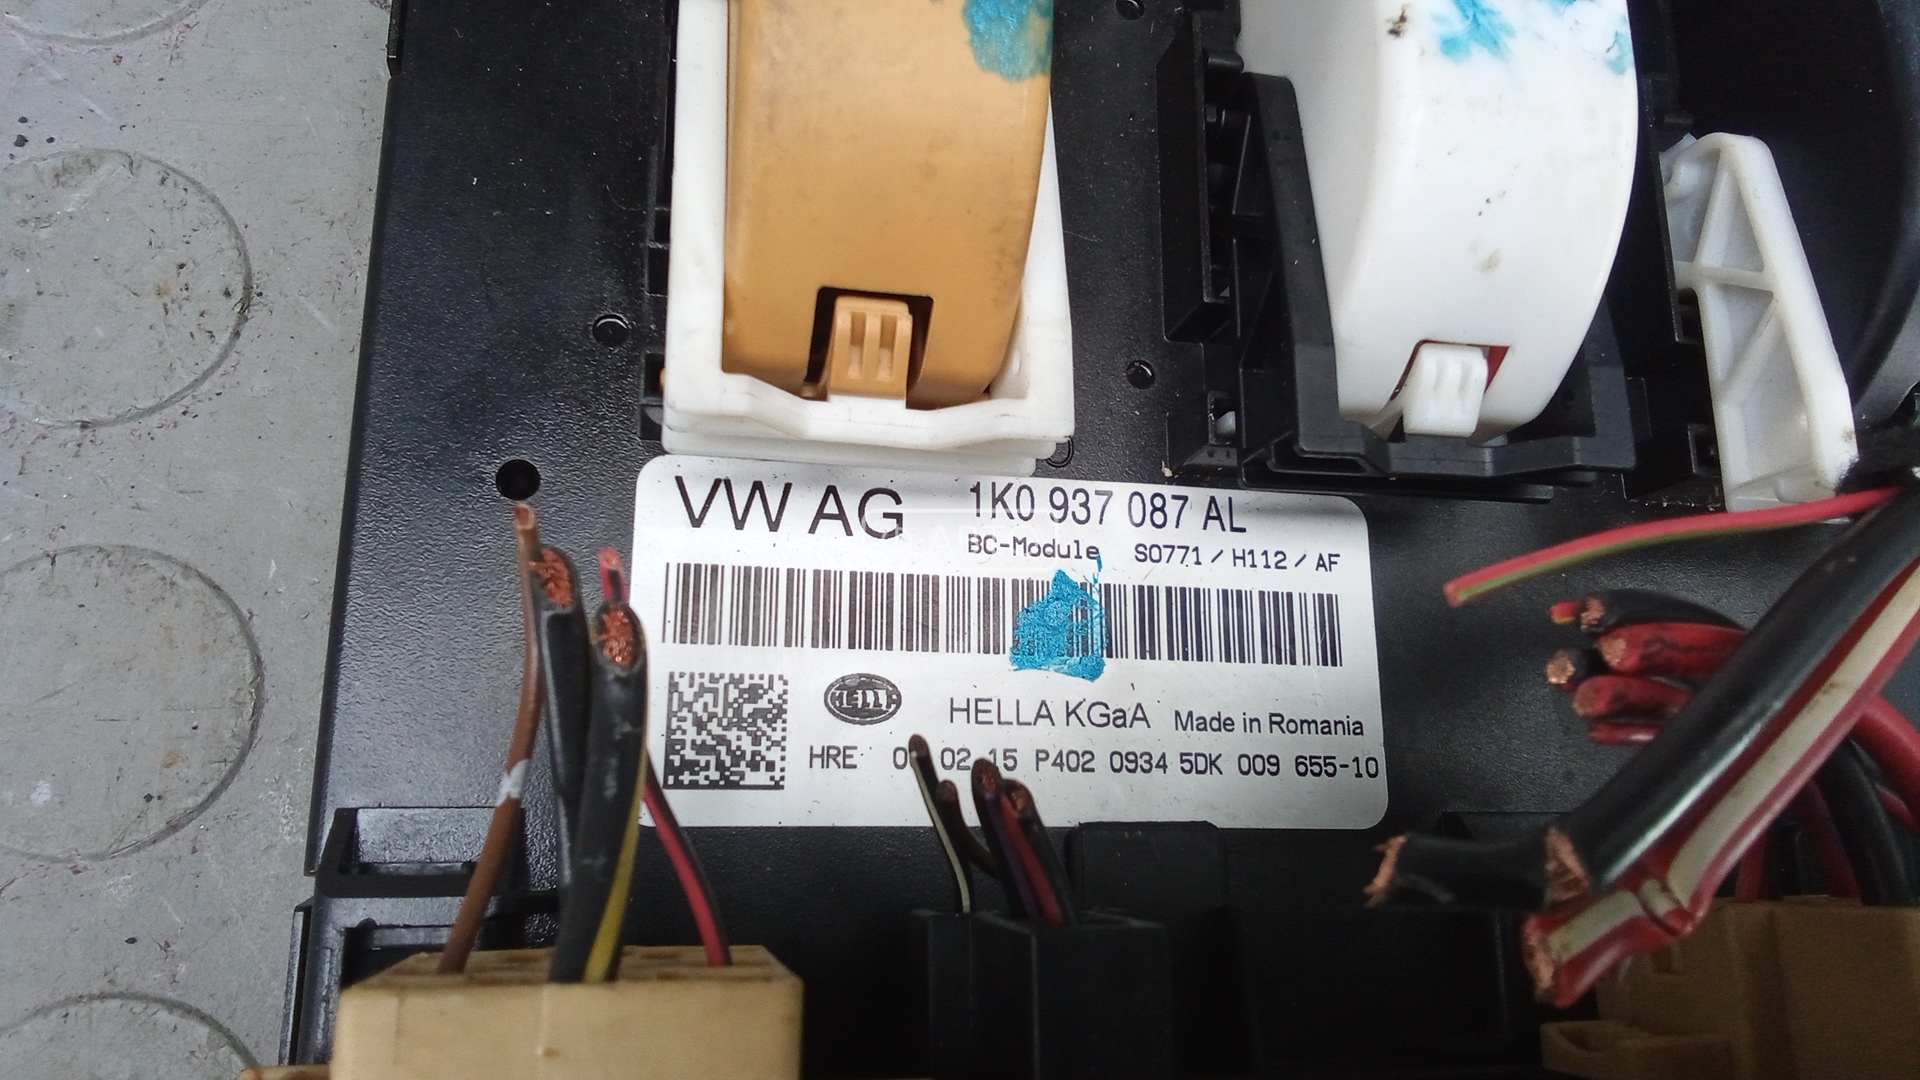 VW AG 1K0 937 087 AL
BC-Module S0771 / H112 / AF
HELLA HELLA KGaA Made in Romania
HRE 02 15 P402 0934 5DK 009 655-10